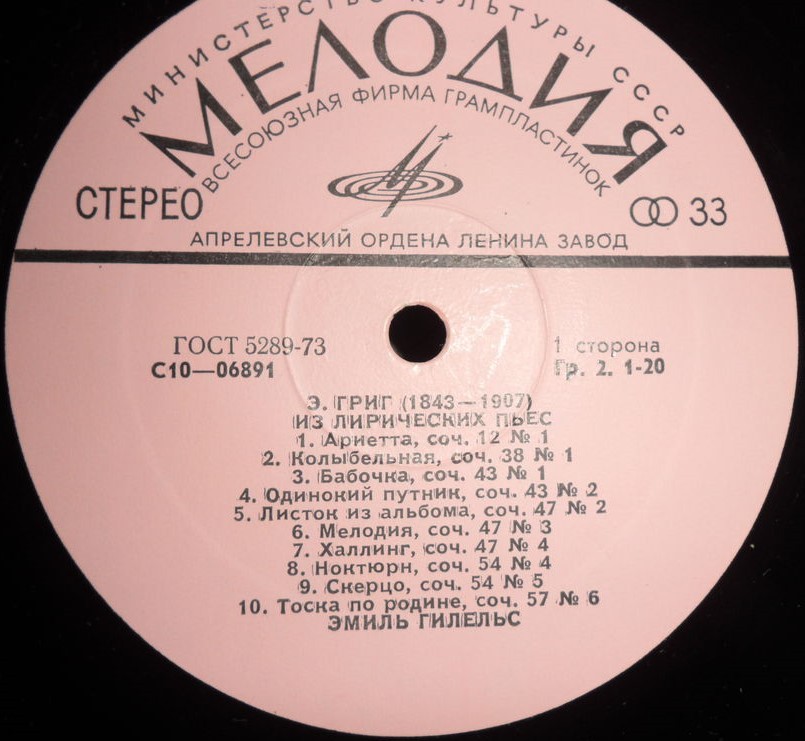 МИНИСТЕРСТВО КУЛЬТУРЫ СССР
МЕЛОДИЯ
ВСЕСОЮЗНАЯ ФИРМА ГРАМПЛАСТИНОК
СТЕРЕО
33
АПРЕЛЕВСКИЙ ОРДЕНА ЛЕНИНА ЗАВОД
ГОСТ 5289-73
1 сторона
С10—06891
Гр. 2. 1-20
Э. ГРИГ (1843—1907)
ИЗ ЛИРИЧЕСКИХ ПЬЕС
1. Ариетта, соч. 12 № 1
2. Колыбельная, соч. 38 № 1
3. Бабочка, соч. 43 № 1
4. Одинокий путник, соч. 43 № 2
5. Листок из альбома, соч. 47 № 2
6. Мелодия, соч. 47 № 3
7. Халлинг, соч. 47 № 4
8. Ноктюрн, соч. 54 № 4
9. Скерцо, соч. 54 № 5
10. Тоска по родине, соч. 57 № 6
ЭМИЛЬ ГИЛЕЛЬС